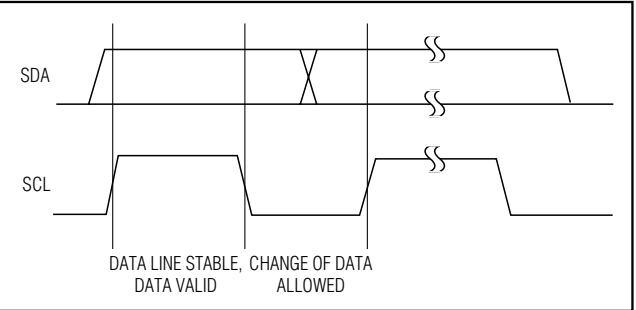 SDA
SCL
DATA LINE STABLE,
DATA VALID
CHANGE OF DATA
ALLOWED